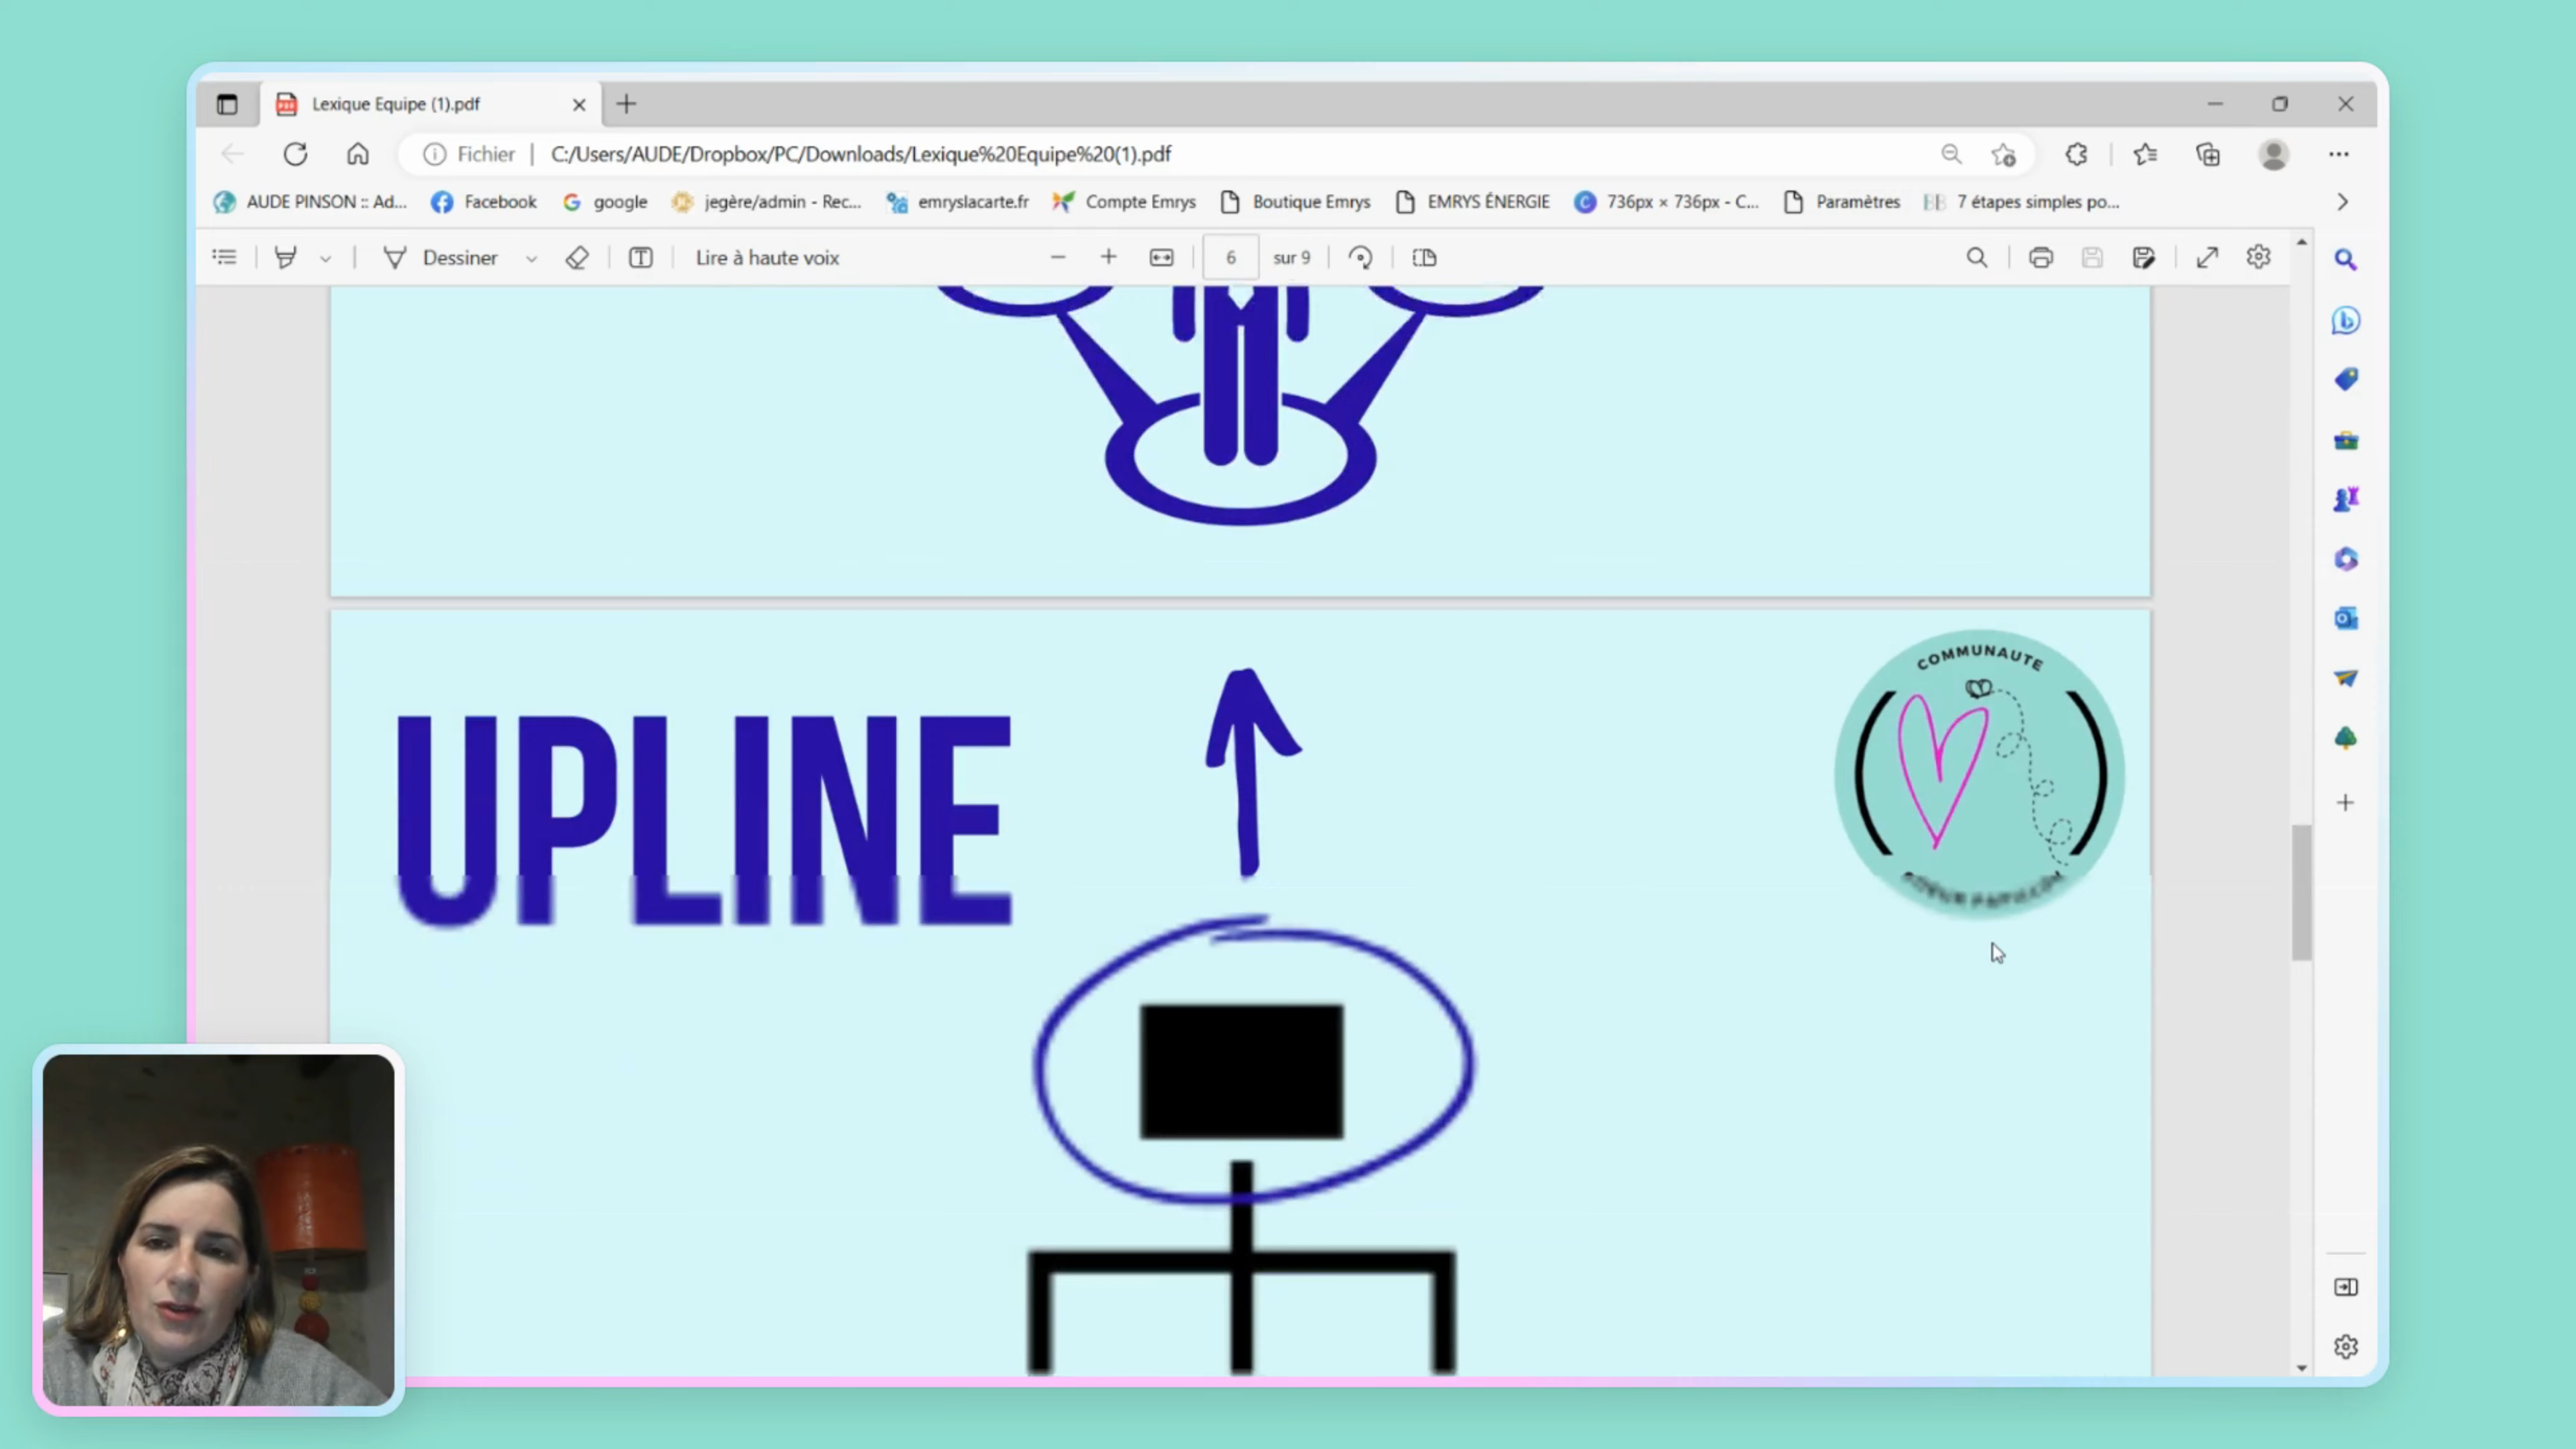 Lexique Equipe (1).pdf
Fichier C:/Users/AUDE/Dropbox/PC/Downloads/Lexique%20Equipe%20(1).pdf
AUDE PINSON :: Ad... Facebook google jegère/admin - Rec... emryslacarte.fr Compte Emrys Boutique Emrys EMRYS ÉNERGIE 736px × 736px - C... Paramètres 7 étapes simples po...
Dessiner Lire à haute voix 6 sur 9
COMMUNAUTE
UPLINE